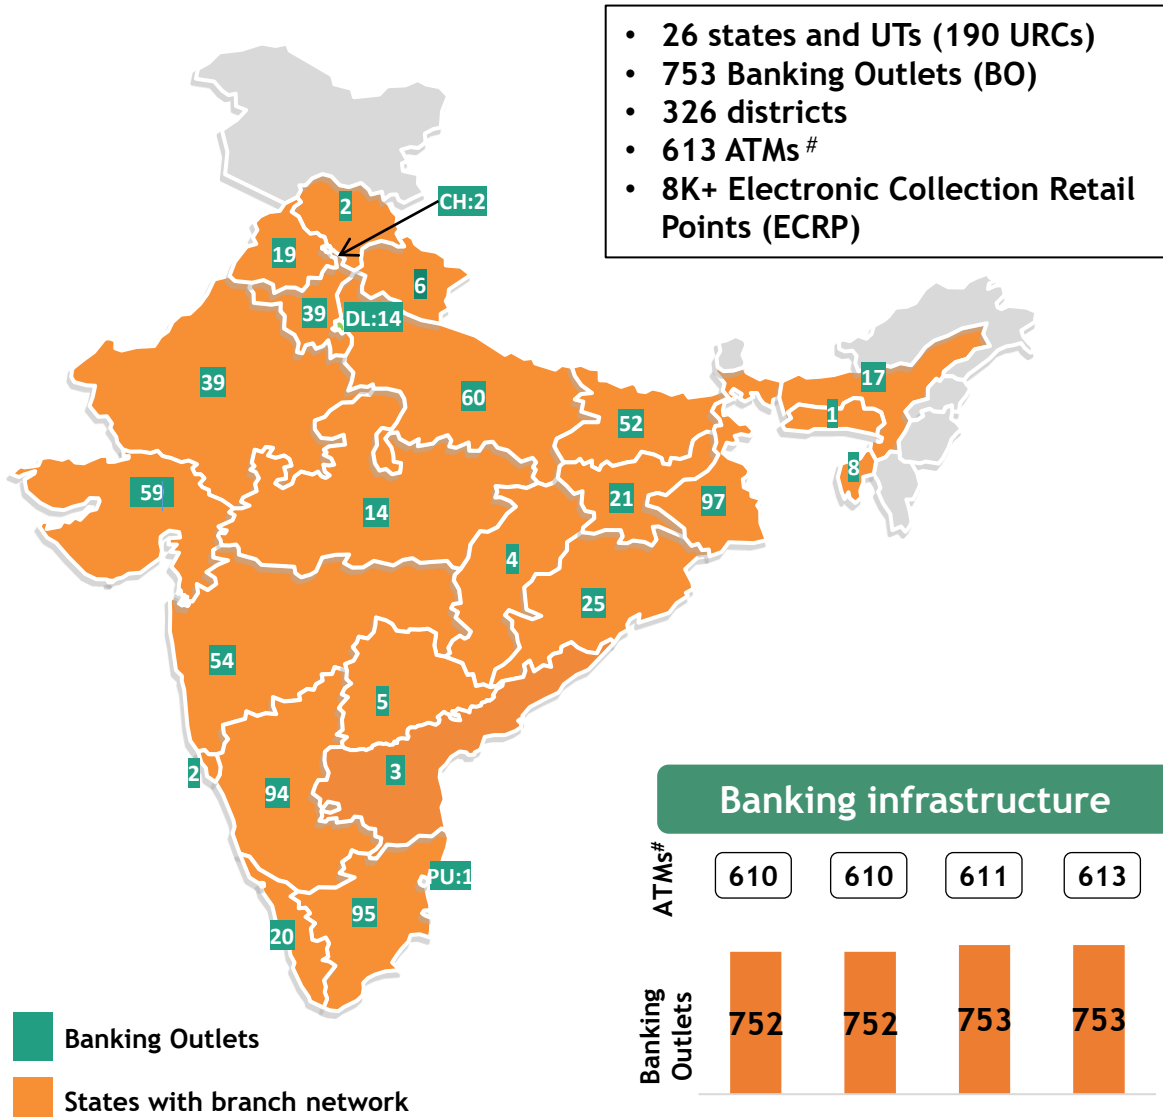 • 26 states and UTs (190 URCs)
• 753 Banking Outlets (BO)
• 326 districts
• 613 ATMs #
• 8K+ Electronic Collection Retail
Points (ECRP)
2
CH:2
19
6
39
DL:14
39
60
17
52
1
8
59
21
97
14
4
25
54
5
2
3
94
PU:1
95
20
Banking infrastructure
ATMs#
610
610
611
613
Banking
Outlets
752
752
753
753
Banking Outlets
States with branch network